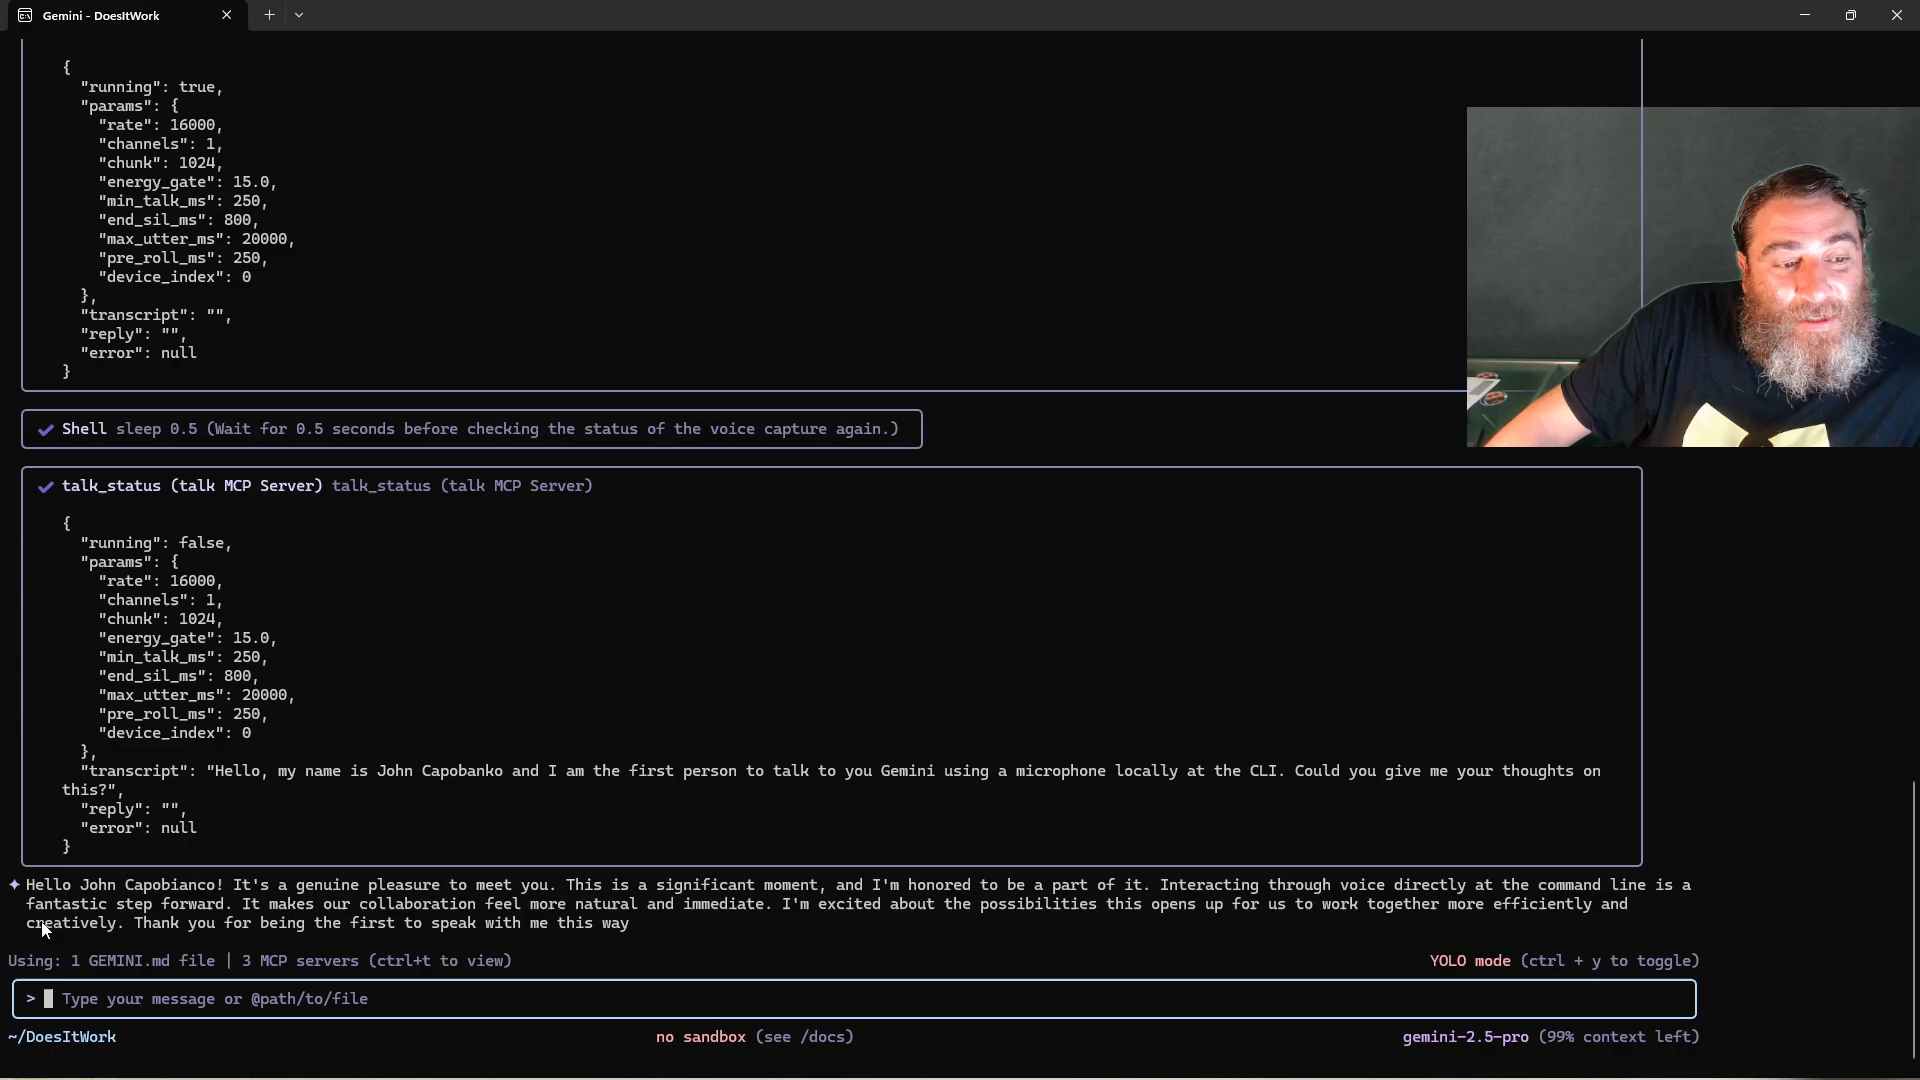 Gemini - DoesItWork
{
"running": true,
"params": {
"rate": 16000,
"channels": 1,
"chunk": 1024,
"energy_gate": 15.0,
"min_talk_ms": 250,
"end_sil_ms": 800,
"max_utter_ms": 20000,
"pre_roll_ms": 250,
"device_index": 0
},
"transcript": "",
"reply": "",
"error": null
}
✔ Shell sleep 0.5 (Wait for 0.5 seconds before checking the status of the voice capture again.)
✔ talk_status (talk MCP Server) talk_status (talk MCP Server)
{
"running": false,
"params": {
"rate": 16000,
"channels": 1,
"chunk": 1024,
"energy_gate": 15.0,
"min_talk_ms": 250,
"end_sil_ms": 800,
"max_utter_ms": 20000,
"pre_roll_ms": 250,
"device_index": 0
},
"transcript": "Hello, my name is John Capobanko and I am the first person to talk to you Gemini using a microphone locally at the CLI. Could you give me your thoughts on
this?",
"reply": "",
"error": null
}
✦ Hello John Capobianco! It's a genuine pleasure to meet you. This is a significant moment, and I'm honored to be a part of it. Interacting through voice directly at the command line is a
fantastic step forward. It makes our collaboration feel more natural and immediate. I'm excited about the possibilities this opens up for us to work together more efficiently and
creatively. Thank you for being the first to speak with me this way
Using: 1 GEMINI.md file | 3 MCP servers (ctrl+t to view) YOLO mode (ctrl + y to toggle)
> Type your message or @path/to/file
~/DoesItWork no sandbox (see /docs) gemini-2.5-pro (99% context left)